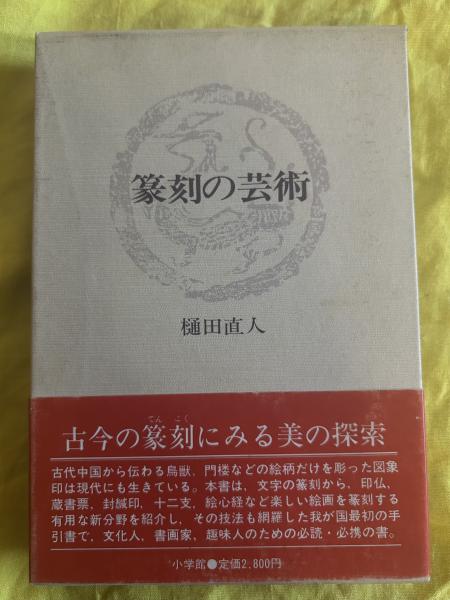 篆刻の芸術
樋田直人
てん こく
古今の篆刻にみる美の探索
古代中国から伝わる鳥獣、門楼などの絵柄だけを彫った図象
印は現代にも生きている。本書は、文字の篆刻から、印仏、
蔵書票、封緘印、十二支、絵心経など楽しい絵画を篆刻する
有用な新分野を紹介し、その技法も網羅した我が国最初の手
引書で、文化人、書画家、趣味人のための必読・必携の書。
小学館●定価2,800円